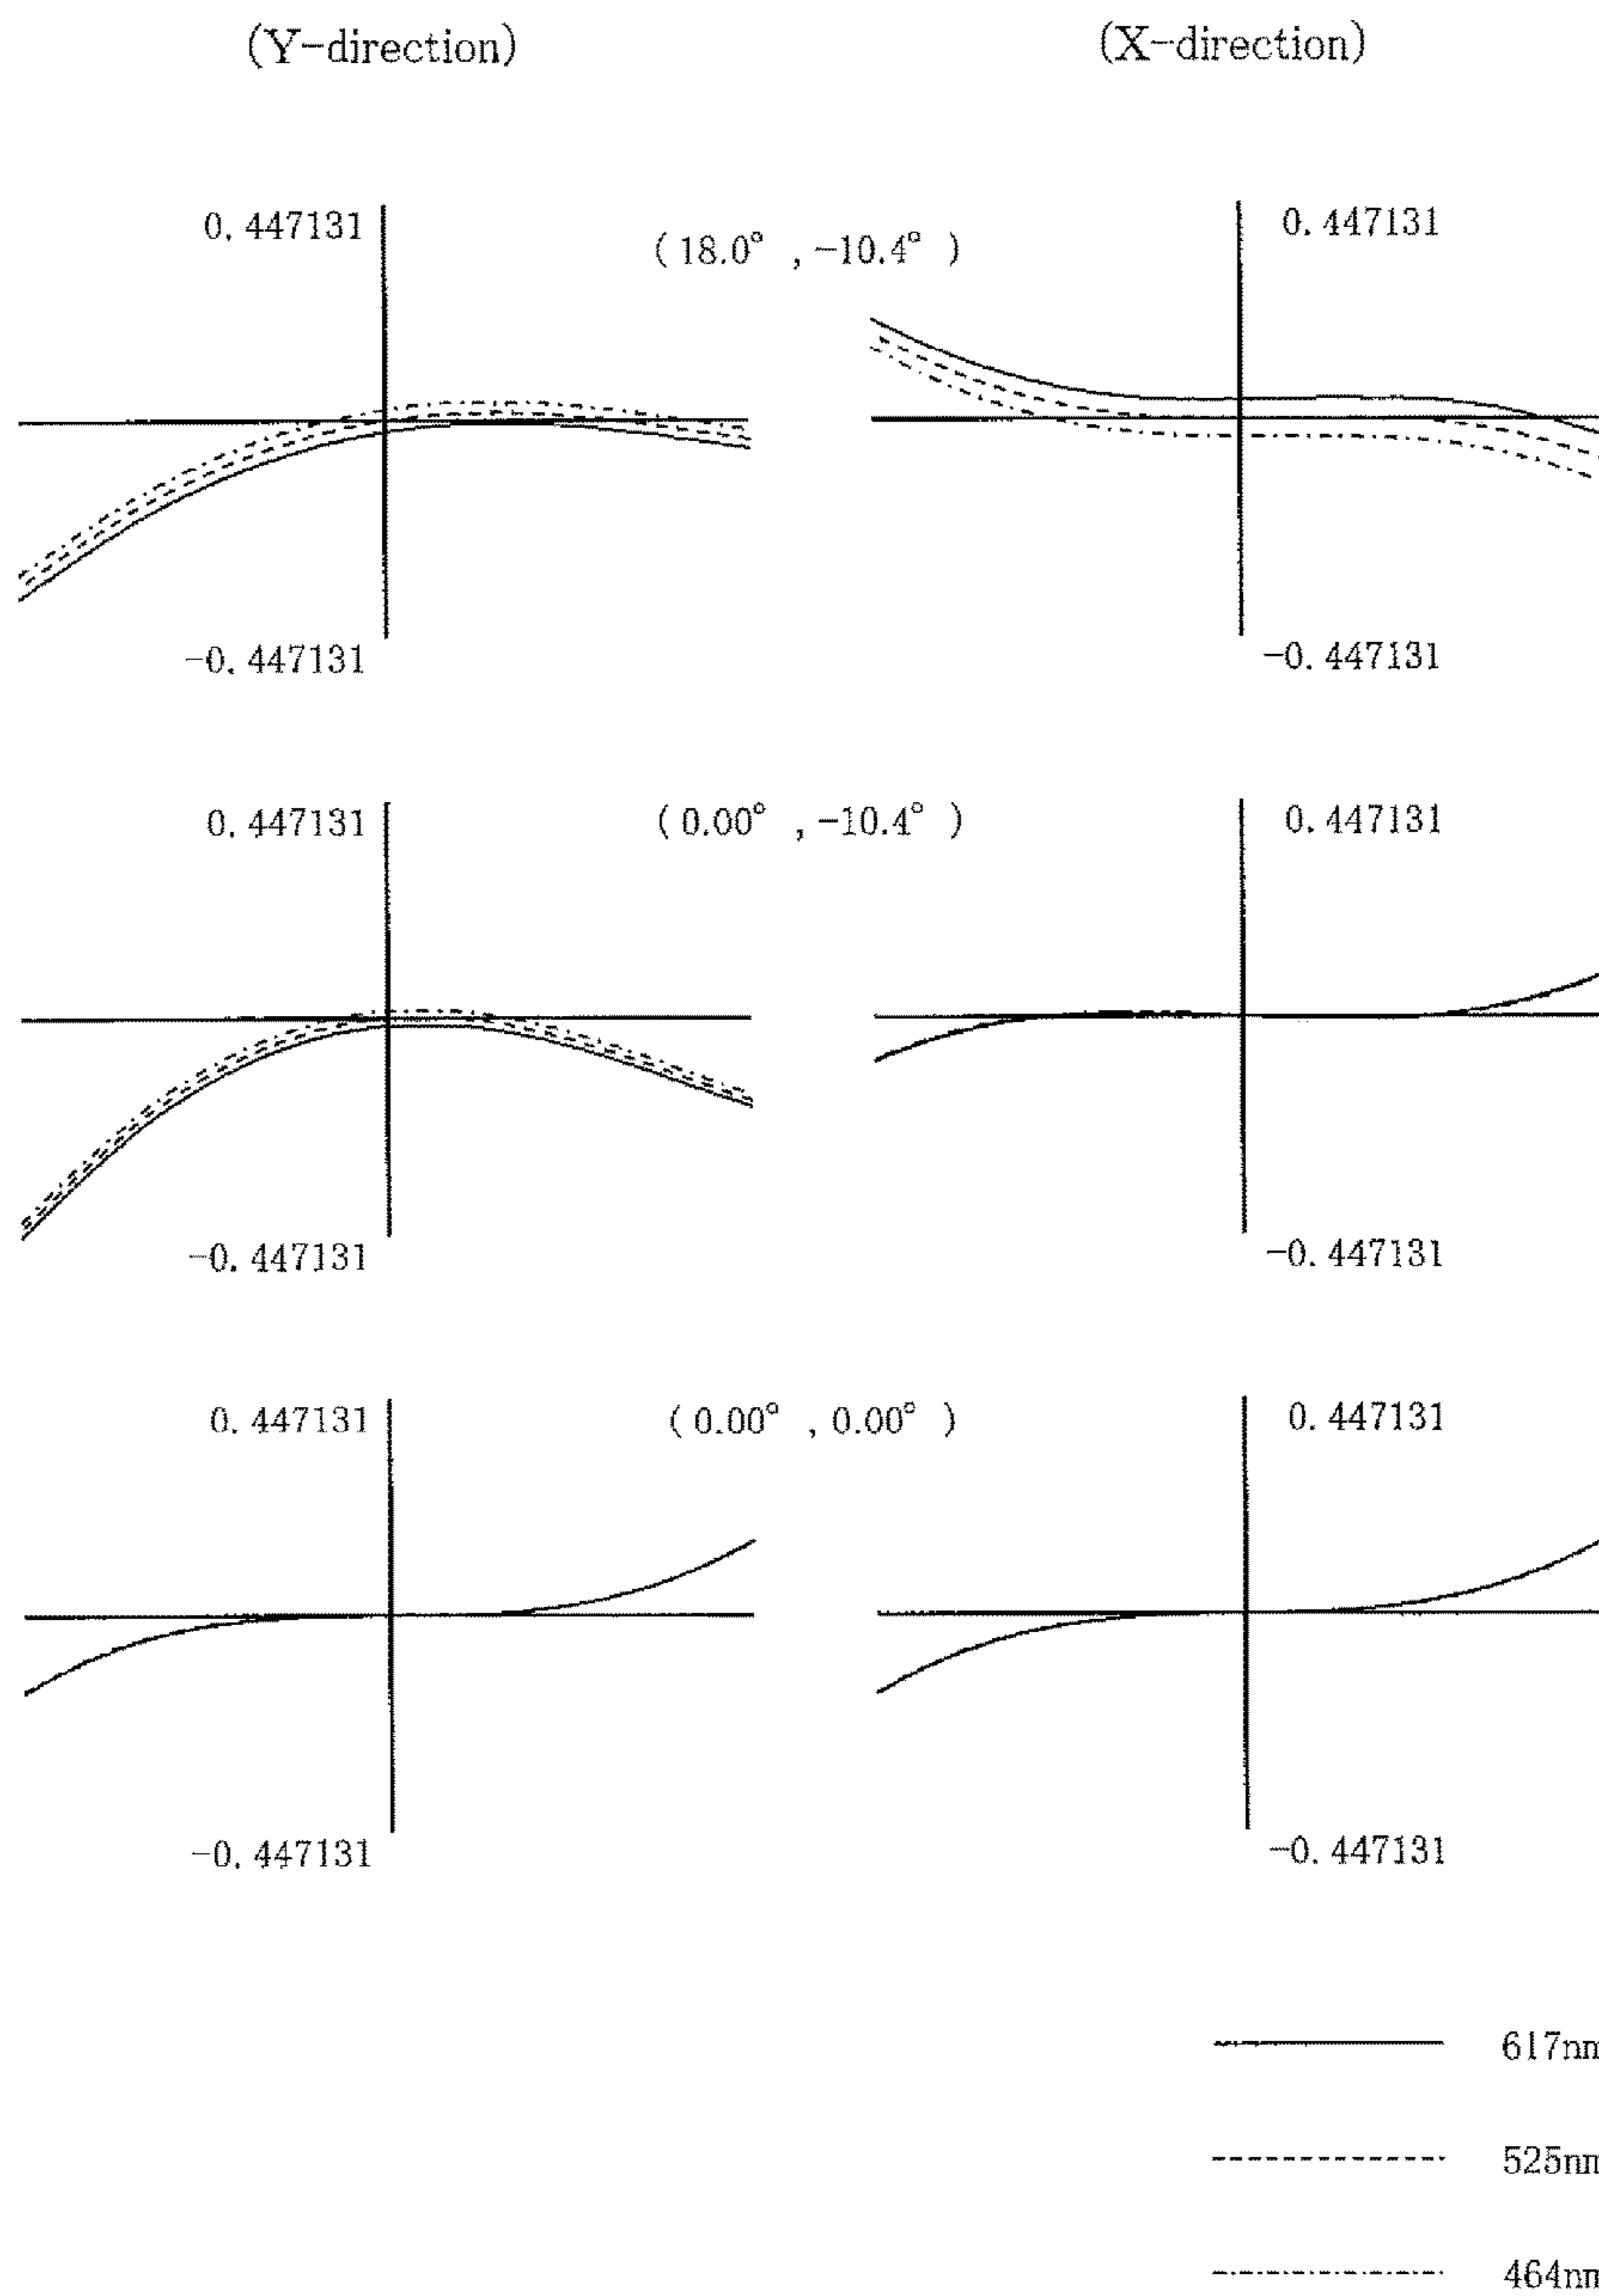 (Y-direction) (X-direction)
0.447131 (18.0° ,-10.4° ) 0.447131
-0.447131 -0.447131
0.447131 (0.00° ,-10.4° ) 0.447131
-0.447131 -0.447131
0.447131 (0.00° ,0.00° ) 0.447131
-0.447131 -0.447131
617nm
525nm
464nm